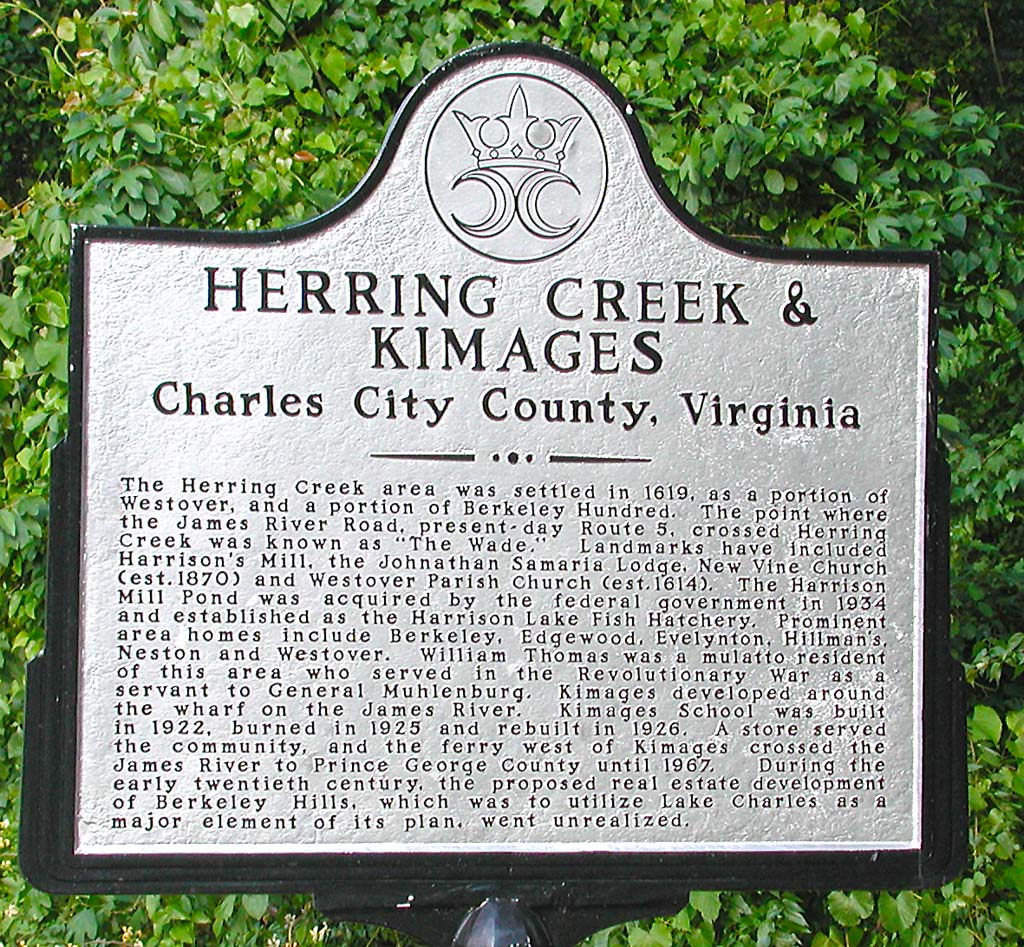 HERRING CREEK &
KIMAGES
Charles City County, Virginia
The Herring Creek area was settled in 1619, as a portion of
Westover, and a portion of Berkeley Hundred. The point where
the James River Road, present-day Route 5, crossed Herring
Creek was known as "The Wade." Landmarks have included
Harrison's Mill, the Johnathan Samaria Lodge, New Vine Church
(est.1870) and Westover Parish Church (est.1614). The Harrison
Mill Pond was acquired by the federal government in 1934
and established as the Harrison Lake Fish Hatchery. Prominent
area homes include Berkeley, Edgewood, Evelynton, Hillman's,
Neston and Westover. William Thomas was a mulatto resident
of this area who served in the Revolutionary War as a
servant to General Muhlenburg. Kimages developed around
the wharf on the James River. Kimages School was built
in 1922, burned in 1925 and rebuilt in 1926. A store served
the community, and the ferry west of Kimages crossed the
James River to Prince George County until 1967. During the
early twentieth century, the proposed real estate development
of Berkeley Hills, which was to utilize Lake Charles as a
major element of its plan, went unrealized.